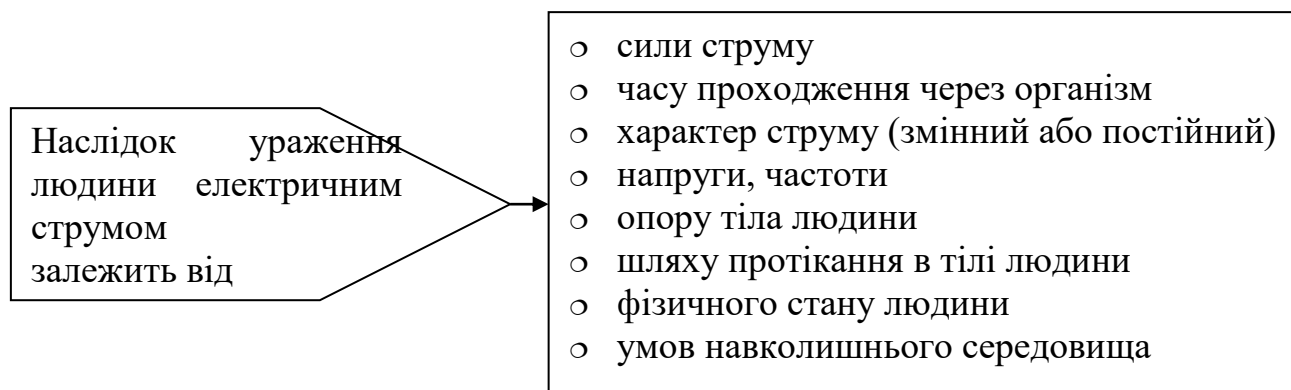 Наслідок ураження
людини електричним
струмом
залежить від
сили струму
часу проходження через організм
характер струму (змінний або постійний)
напруги, частоти
опору тіла людини
шляху протікання в тілі людини
фізичного стану людини
умов навколишнього середовища